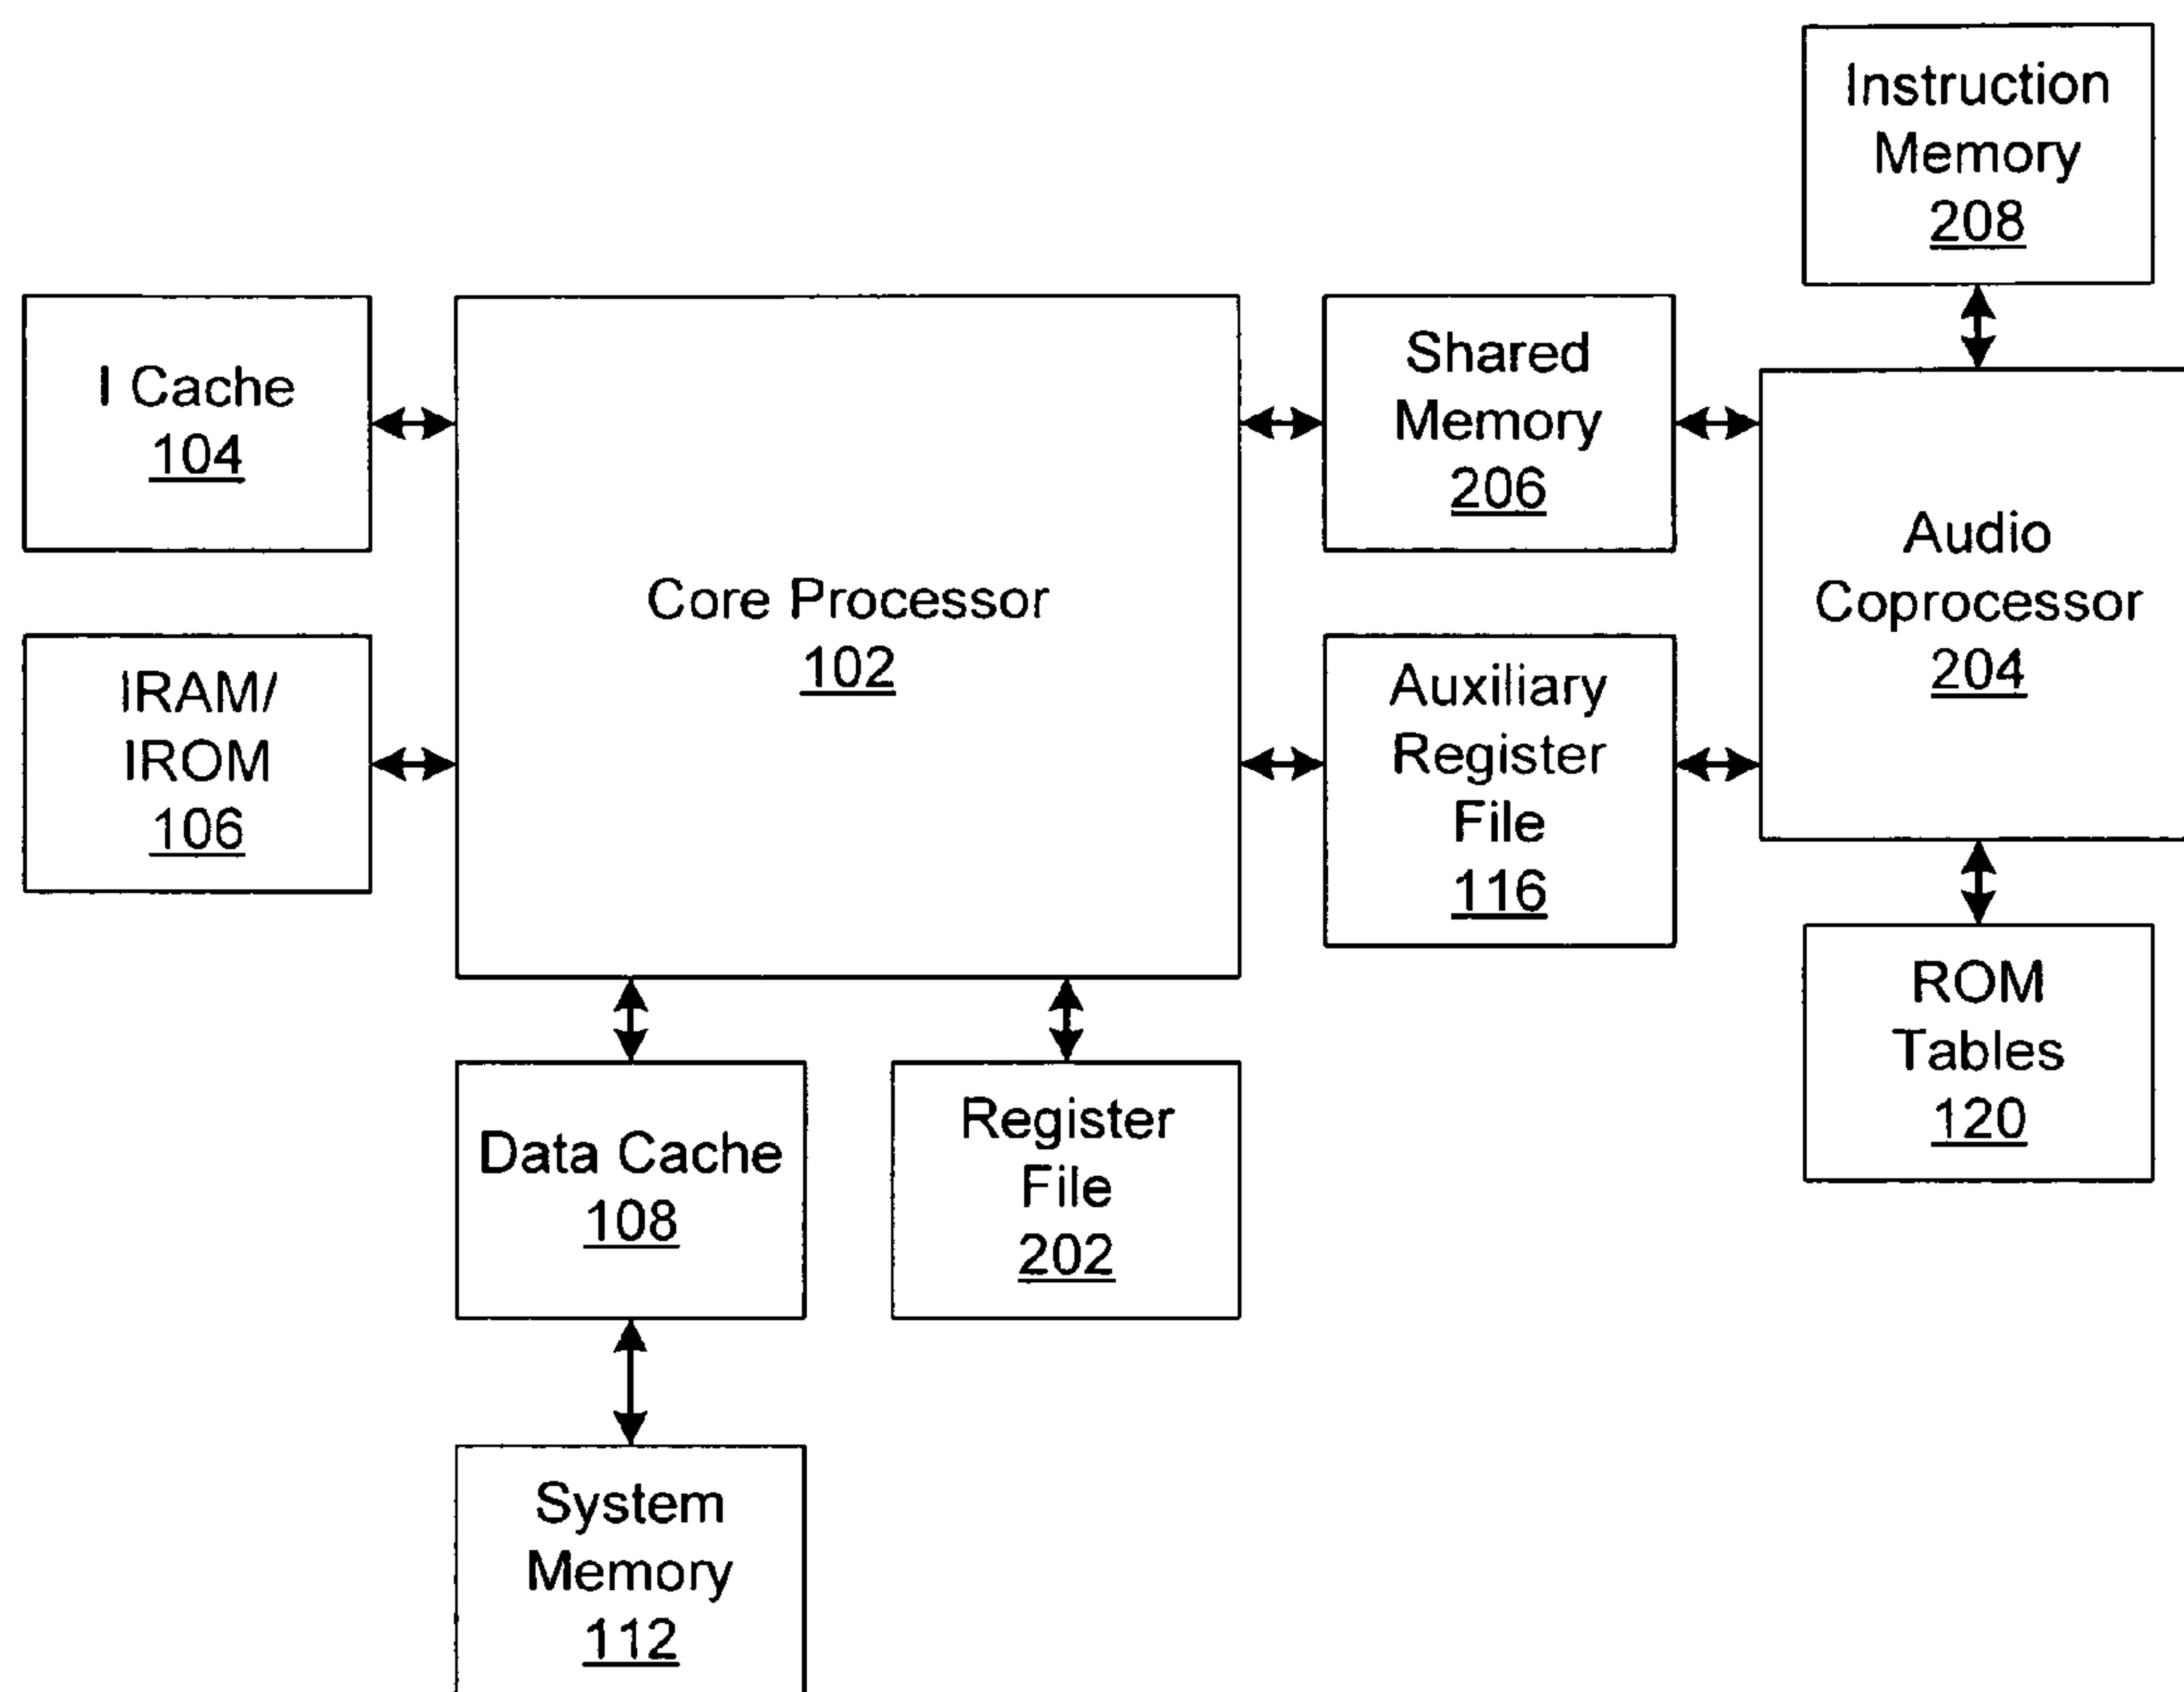 Instruction
Memory
208
I Cache
104
Core Processor
102
Shared
Memory
206
Audio
Coprocessor
204
IRAM/
IROM
106
Auxiliary
Register
File
116
ROM
Tables
120
Data Cache
108
Register
File
202
System
Memory
112